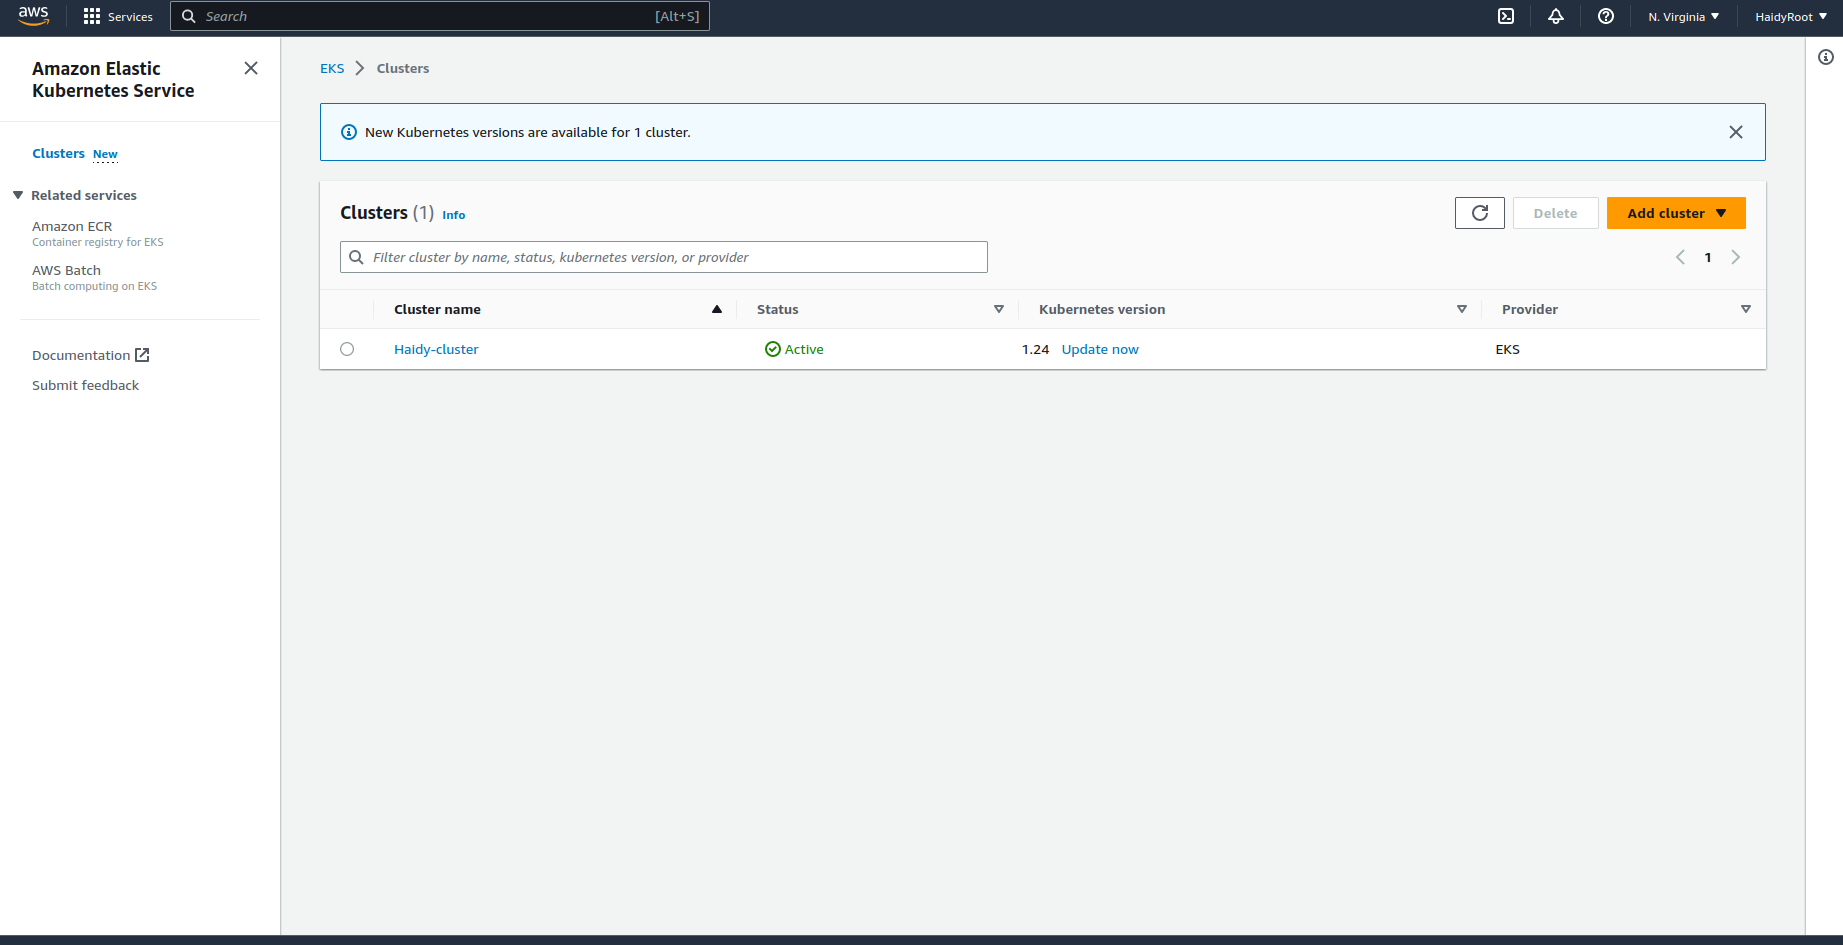 aws
Services
Search [Alt+S]
N. Virginia
HaidyRoot
Amazon Elastic
Kubernetes Service
Clusters New
Related services
Amazon ECR
Container registry for EKS
AWS Batch
Batch computing on EKS
Documentation
Submit feedback
EKS Clusters
New Kubernetes versions are available for 1 cluster.
Clusters (1) Info
Delete
Add cluster
Filter cluster by name, status, kubernetes version, or provider
1
Cluster name Status Kubernetes version Provider
Haidy-cluster Active 1.24 Update now EKS